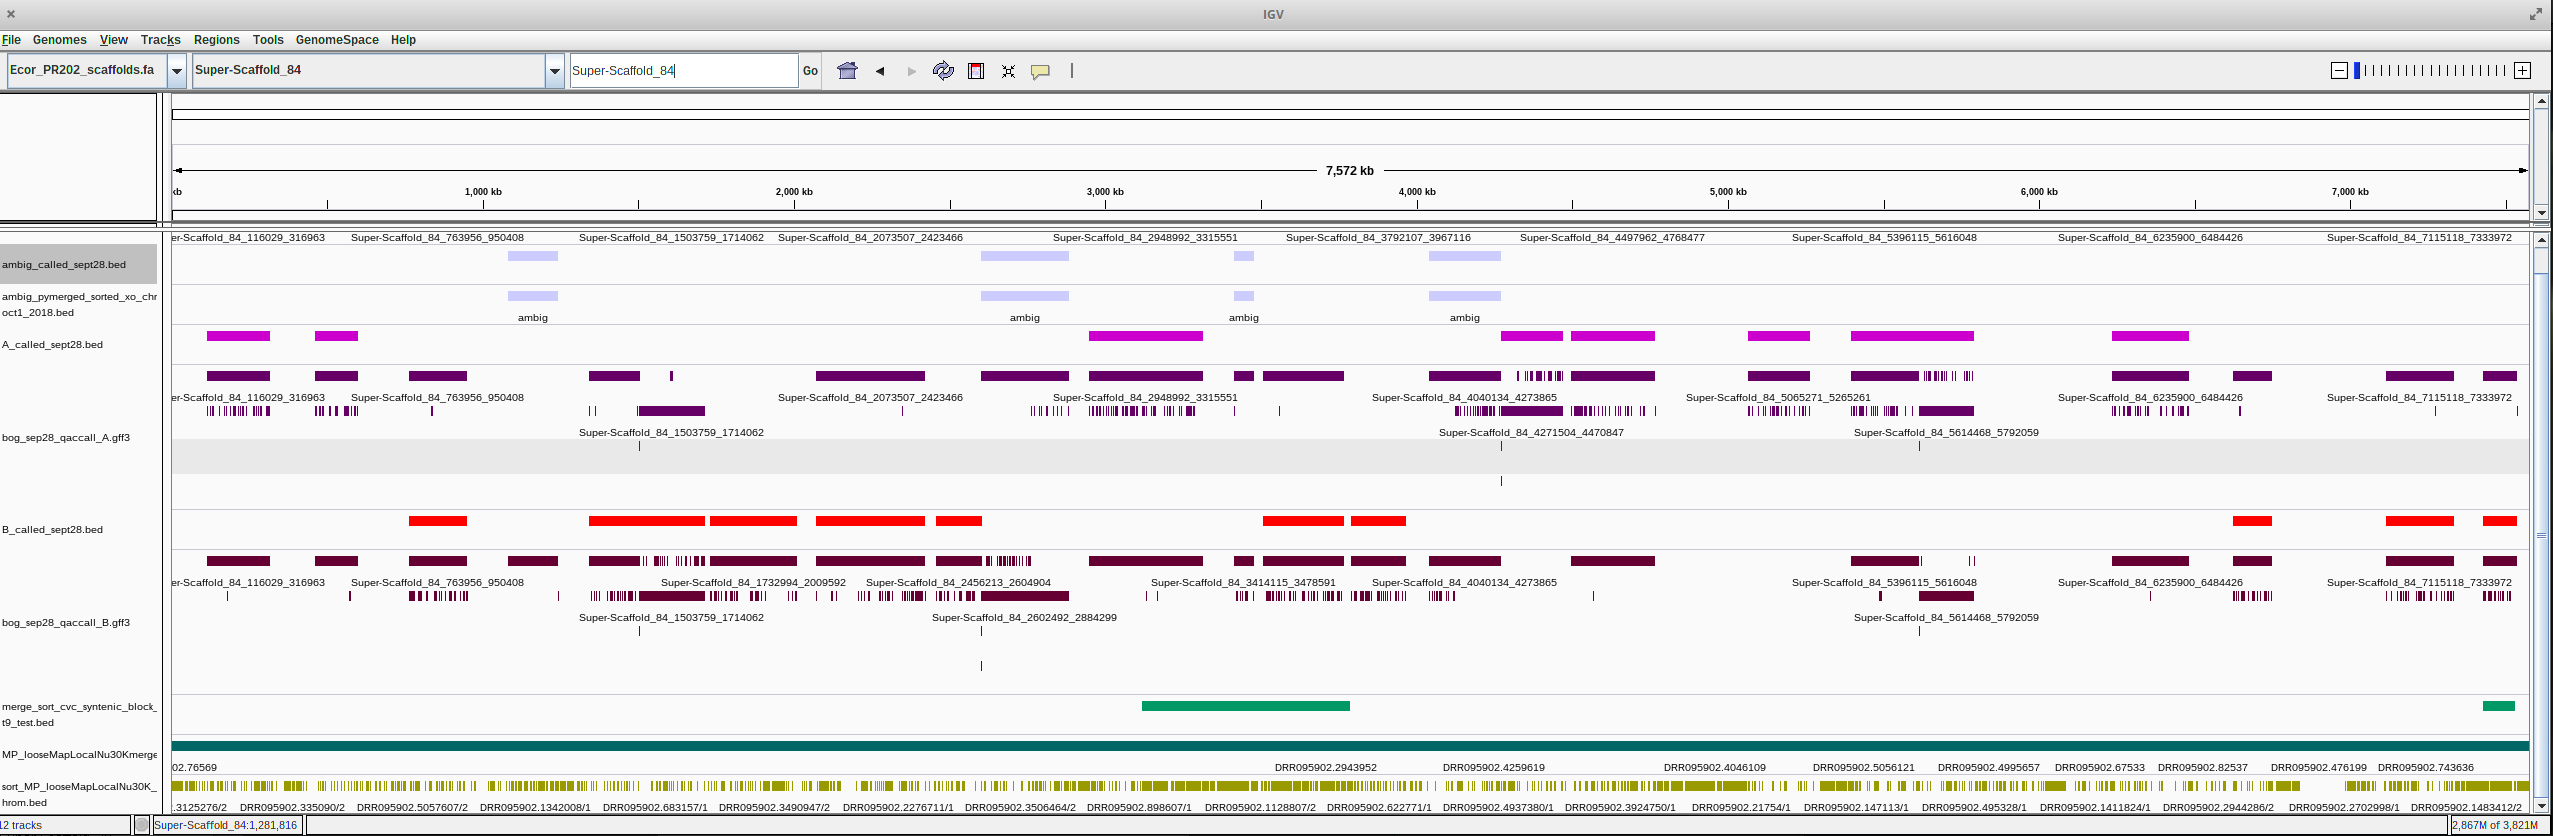 IGV
File Genomes View Tracks Regions Tools GenomeSpace Help
Ecor_PR202_scaffolds.fa Super-Scaffold_84 Super-Scaffold_84 Go
7,572 kb
kb 1,000 kb 2,000 kb 3,000 kb 4,000 kb 5,000 kb 6,000 kb 7,000 kb
er-Scaffold_84_116029_316963 Super-Scaffold_84_763956_950408 Super-Scaffold_84_1503759_1714062 Super-Scaffold_84_2073507_2423466 Super-Scaffold_84_2948992_3315551 Super-Scaffold_84_3792107_3967116 Super-Scaffold_84_4497962_4768477 Super-Scaffold_84_5396115_5616048 Super-Scaffold_84_6235900_6484426 Super-Scaffold_84_7115118_7333972
ambig_called_sept28.bed
ambig_pymerged_sorted_xo_chr
oct1_2018.bed
ambig ambig ambig ambig
A_called_sept28.bed
er-Scaffold_84_116029_316963 Super-Scaffold_84_763956_950408 Super-Scaffold_84_2073507_2423466 Super-Scaffold_84_2948992_3315551 Super-Scaffold_84_4040134_4273865 Super-Scaffold_84_5065271_5265261 Super-Scaffold_84_6235900_6484426 Super-Scaffold_84_7115118_7333972
Super-Scaffold_84_1503759_1714062 Super-Scaffold_84_4271504_4470847 Super-Scaffold_84_5614468_5792059
bog_sep28_qaccall_A.gff3
B_called_sept28.bed
er-Scaffold_84_116029_316963 Super-Scaffold_84_763956_950408 Super-Scaffold_84_1732994_2009592 Super-Scaffold_84_2456213_2604904 Super-Scaffold_84_3414115_3478591 Super-Scaffold_84_4040134_4273865 Super-Scaffold_84_5396115_5616048 Super-Scaffold_84_6235900_6484426 Super-Scaffold_84_7115118_7333972
Super-Scaffold_84_1503759_1714062 Super-Scaffold_84_2602492_2884299 Super-Scaffold_84_5614468_5792059
bog_sep28_qaccall_B.gff3
merge_sort_cvc_syntenic_block_
t9_test.bed
MP_looseMapLocalNu30Kmerge
02.76569 DRR095902.2943952 DRR095902.4259619 DRR095902.4046109 DRR095902.5056121 DRR095902.4995657 DRR095902.67533 DRR095902.82537 DRR095902.476199 DRR095902.743636
sort_MP_looseMapLocalNu30K_
hrom.bed
.3125276/2 DRR095902.335090/2 DRR095902.5057607/2 DRR095902.1342008/1 DRR095902.683157/1 DRR095902.3490947/2 DRR095902.2276711/1 DRR095902.3506464/2 DRR095902.898607/1 DRR095902.1128807/2 DRR095902.622771/1 DRR095902.4937380/1 DRR095902.3924750/1 DRR095902.21754/1 DRR095902.147113/1 DRR095902.495328/1 DRR095902.1411824/1 DRR095902.2944286/2 DRR095902.2702998/1 DRR095902.1483412/2
12 tracks Super-Scaffold_84:1,281,816 2,867M of 3,821M